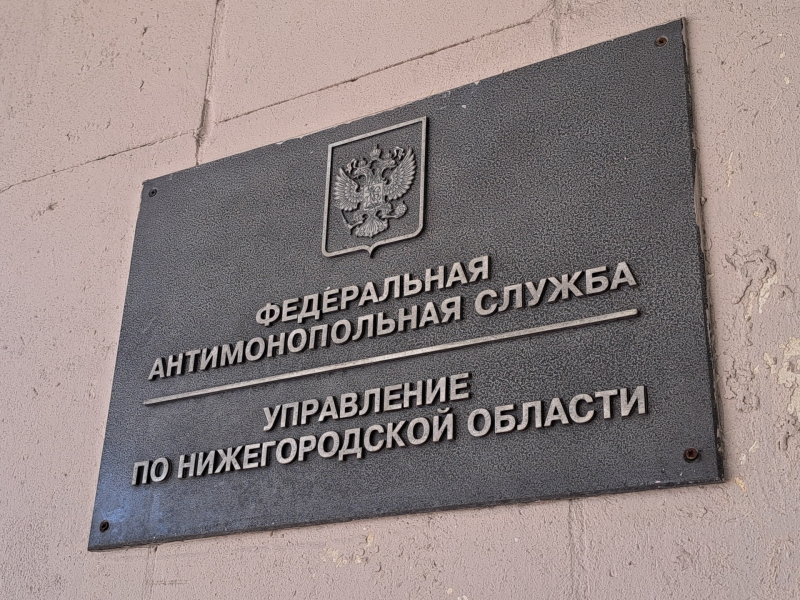 ФЕДЕРАЛЬНАЯ
АНТИМОНОПОЛЬНАЯ СЛУЖБА
УПРАВЛЕНИЕ
ПО НИЖЕГОРОДСКОЙ ОБЛАСТИ